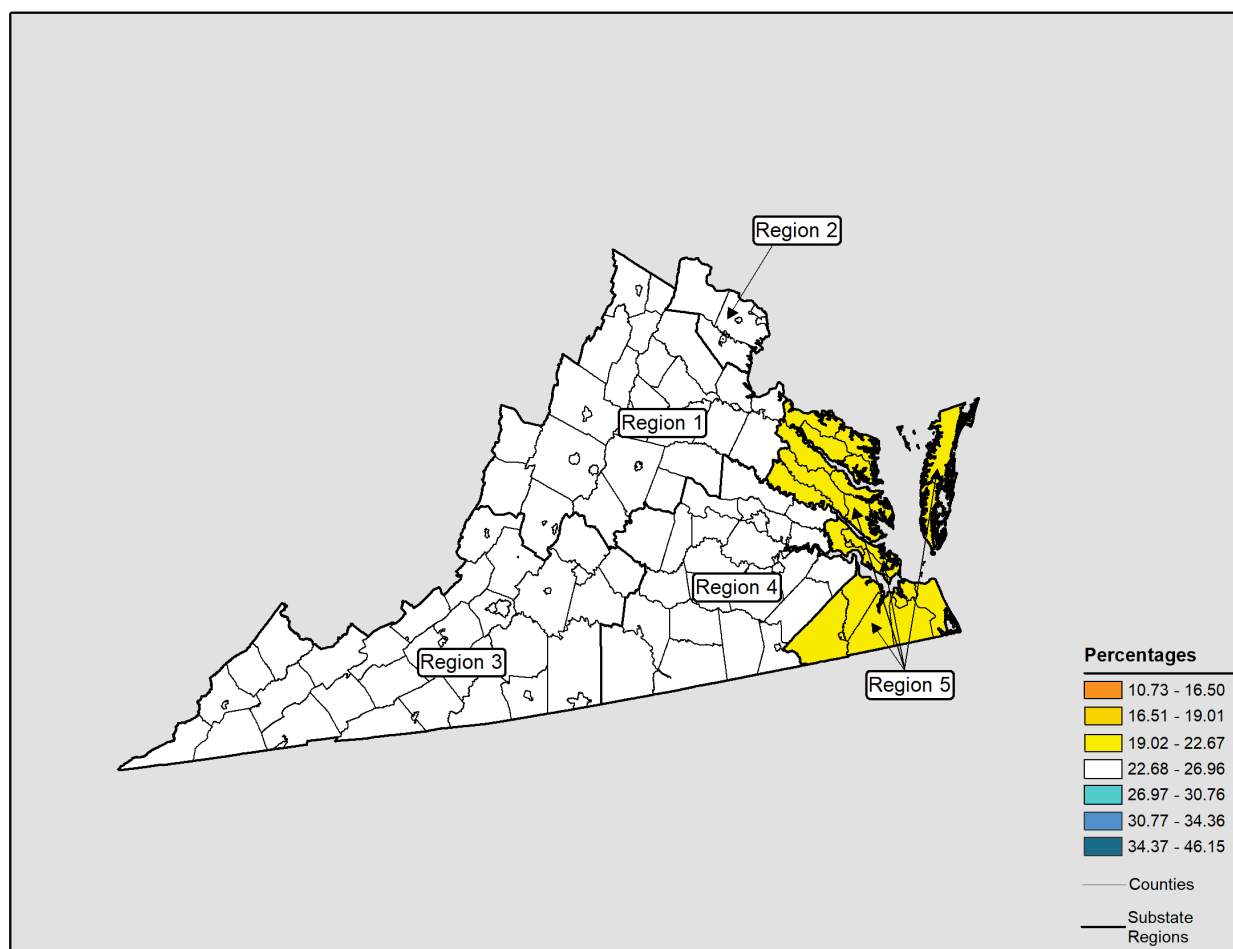 Region 2
Region 1
Region 4
Region 3
Region 5
Percentages
10.73 - 16.50
16.51 - 19.01
19.02 - 22.67
22.68 - 26.96
26.97 - 30.76
30.77 - 34.36
34.37 - 46.15
Counties
Substate
Regions